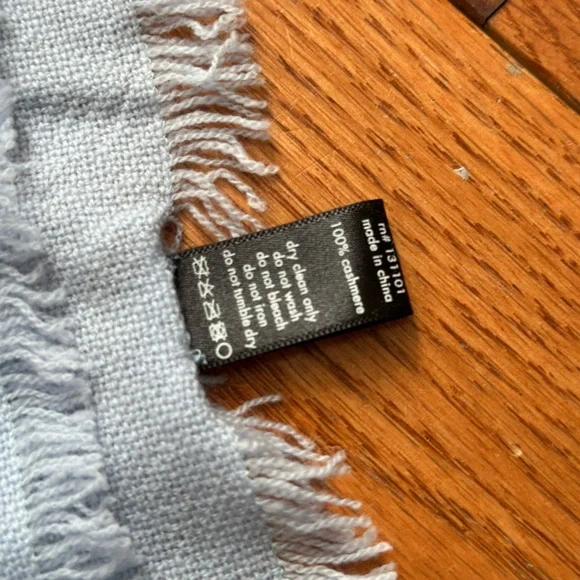 rn# 131101
made in china
100% cashmere
dry clean only
do not wash
do not bleach
do not iron
do not tumble dry